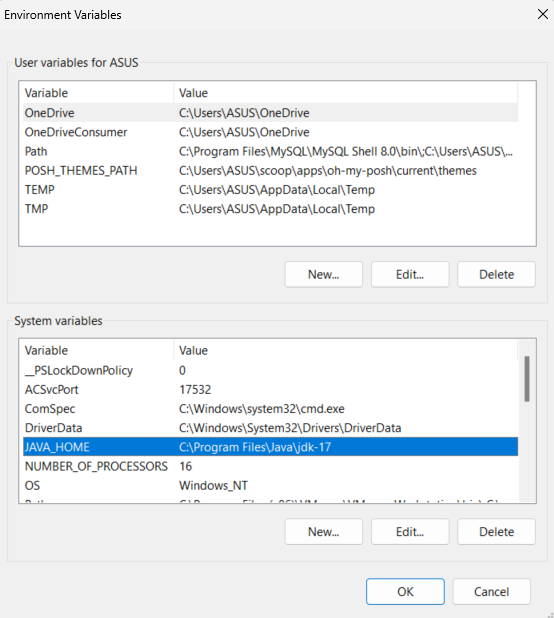 Environment Variables
User variables for ASUS
Variable Value
OneDrive C:\Users\ASUS\OneDrive
OneDriveConsumer C:\Users\ASUS\OneDrive
Path C:\Program Files\MySQL\MySQL Shell 8.0\bin\;C:\Users\ASUS\...
POSH_THEMES_PATH C:\Users\ASUS\scoop\apps\oh-my-posh\current\themes
TEMP C:\Users\ASUS\AppData\Local\Temp
TMP C:\Users\ASUS\AppData\Local\Temp
New... Edit... Delete
System variables
Variable Value
__PSLockDownPolicy 0
ACSvcPort 17532
ComSpec C:\Windows\system32\cmd.exe
DriverData C:\Windows\System32\Drivers\DriverData
JAVA_HOME C:\Program Files\Java\jdk-17
NUMBER_OF_PROCESSORS 16
OS Windows_NT
New... Edit... Delete
OK Cancel